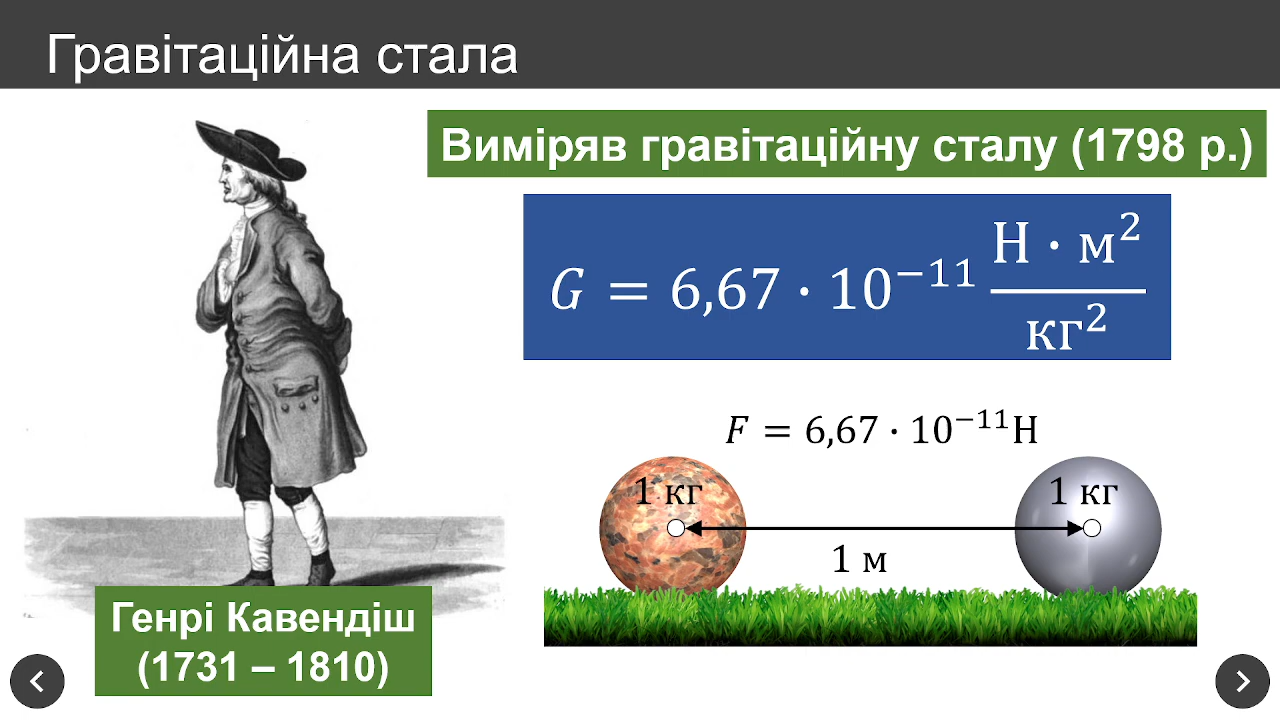 Гравітаційна стала
Виміряв гравітаційну сталу (1798 р.)
G = 6,67 · 10⁻¹¹ Н · м² / кг²
F = 6,67 · 10⁻¹¹Н
1 кг 1 кг
1 м
Генрі Кавендіш
(1731 – 1810)